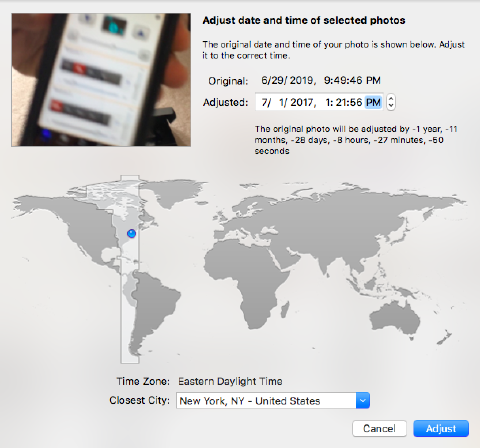 Adjust date and time of selected photos
The original date and time of your photo is shown below. Adjust
it to the correct time.
Original: 6/29/2019, 9:49:46 PM
Adjusted: 7/ 1/ 2017, 1: 21:56 PM
The original photo will be adjusted by -1 year, -11
months, -28 days, -8 hours, -27 minutes, -50
seconds
Time Zone: Eastern Daylight Time
Closest City: New York, NY - United States
Cancel Adjust